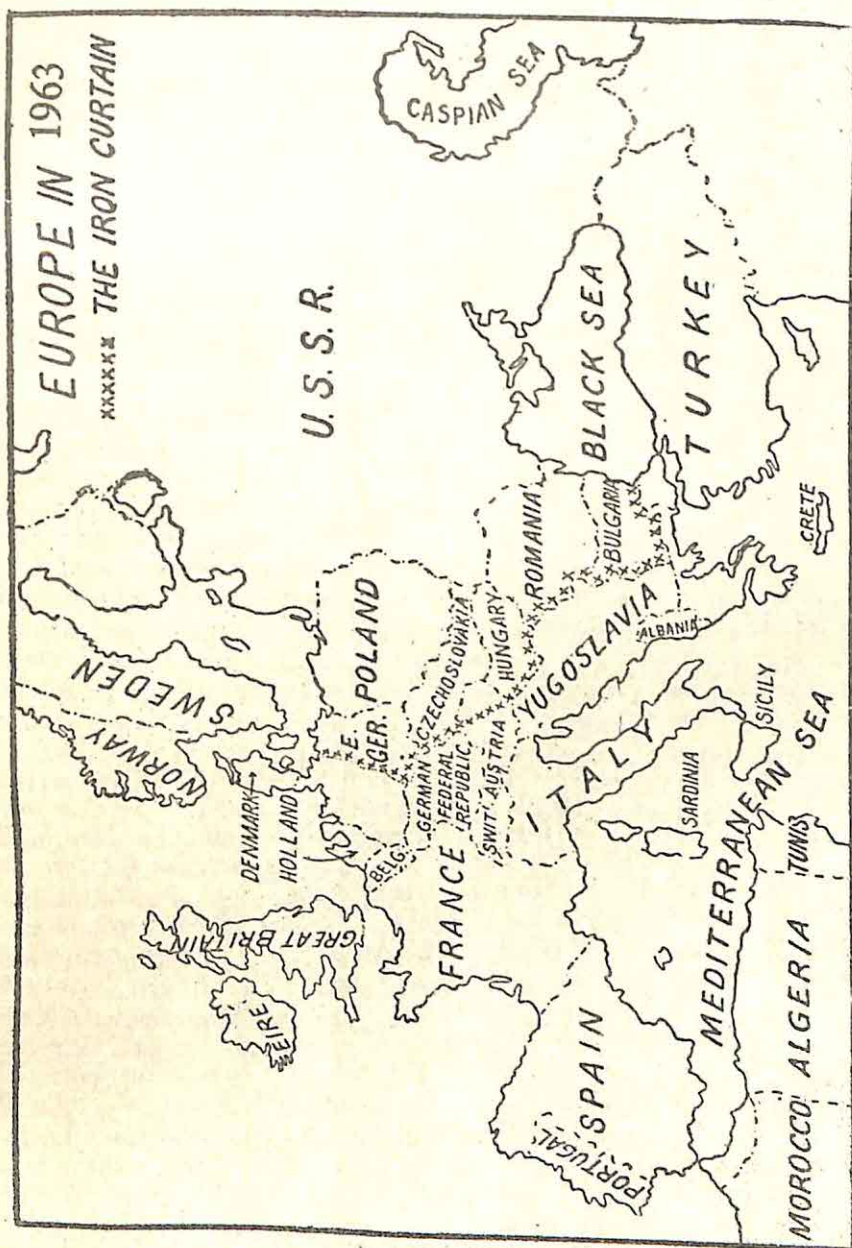 EUROPE IN 1963
xxxxxx THE IRON CURTAIN
CASPIAN SEA
U.S.S.R.
NORWAY
SWEDEN
DENMARK
HOLLAND
EIRE
GREAT BRITAIN
BELG.
E.
GER.
POLAND
GERMAN
FEDERAL
REPUBLIC
CZECHOSLOVAKIA
FRANCE
SWIT
AUSTRIA
HUNGARY
ROMANIA
BLACK SEA
BULGARIA
YUGOSLAVIA
ITALY
ALBANIA
TURKEY
PORTUGAL
SPAIN
SARDINIA
SICILY
CRETE
MEDITERRANEAN SEA
MOROCCO
ALGERIA
TUNIS